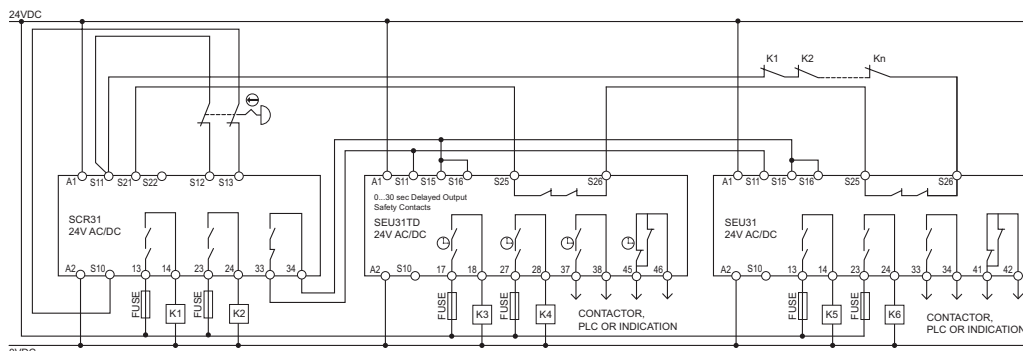 24VDC
K1 K2 Kn
A1 S11 S21 S22 S12 S13
A1 S11 S15 S16 S25 S26
A1 S11 S15 S16 S25 S26
SCR31
24V AC/DC
0...30 sec Delayed Output
Safety Contacts
SEU31TD
24V AC/DC
SEU31
24V AC/DC
A2 S10 13 14 23 24 33 34
A2 S10 17 18 27 28 37 38 45 46
A2 S10 13 14 23 24 33 34 41 42
FUSE K1 FUSE K2
FUSE K3 FUSE K4
CONTACTOR,
PLC OR INDICATION
FUSE K5 FUSE K6
CONTACTOR,
PLC OR INDICATION
0VDC